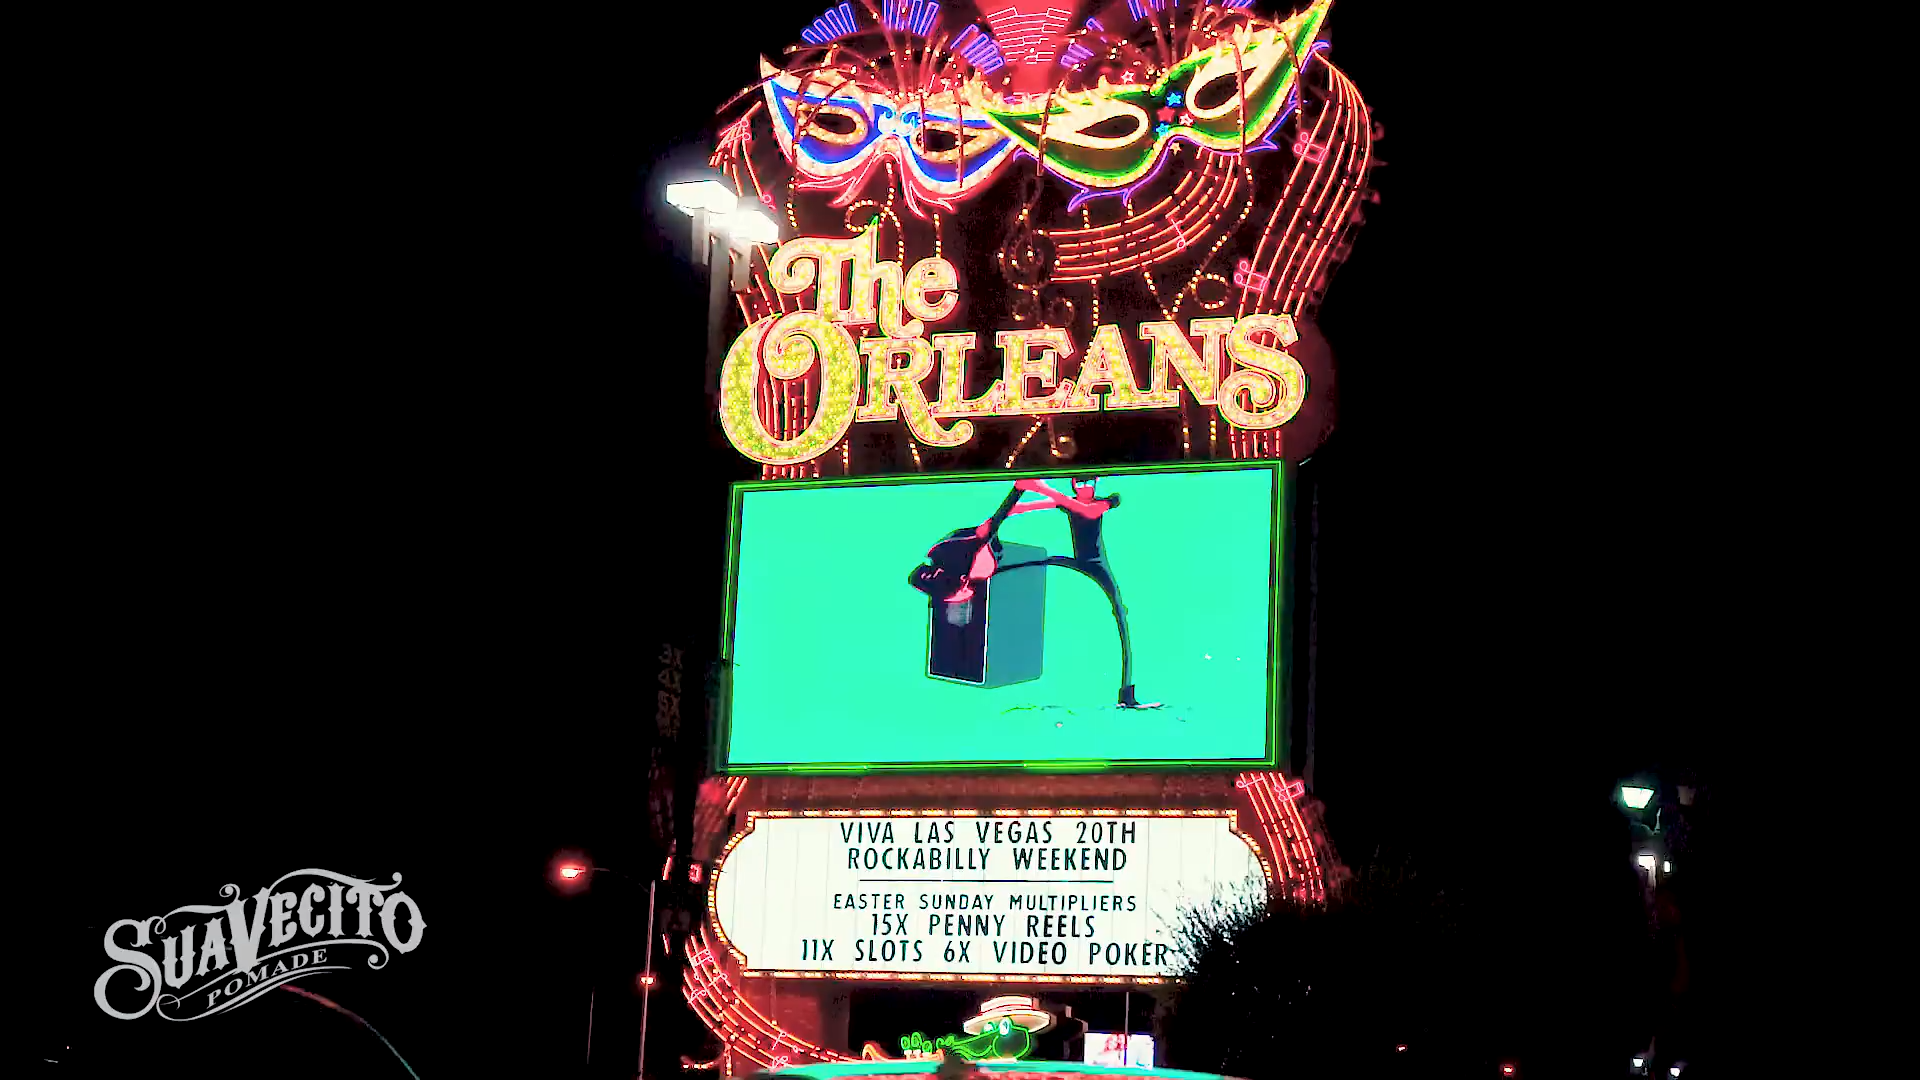 The
ORLEANS
VIVA LAS VEGAS 20TH
ROCKABILLY WEEKEND
EASTER SUNDAY MULTIPLIERS
15X PENNY REELS
11X SLOTS 6X VIDEO POKER
SUAVECITO
POMADE